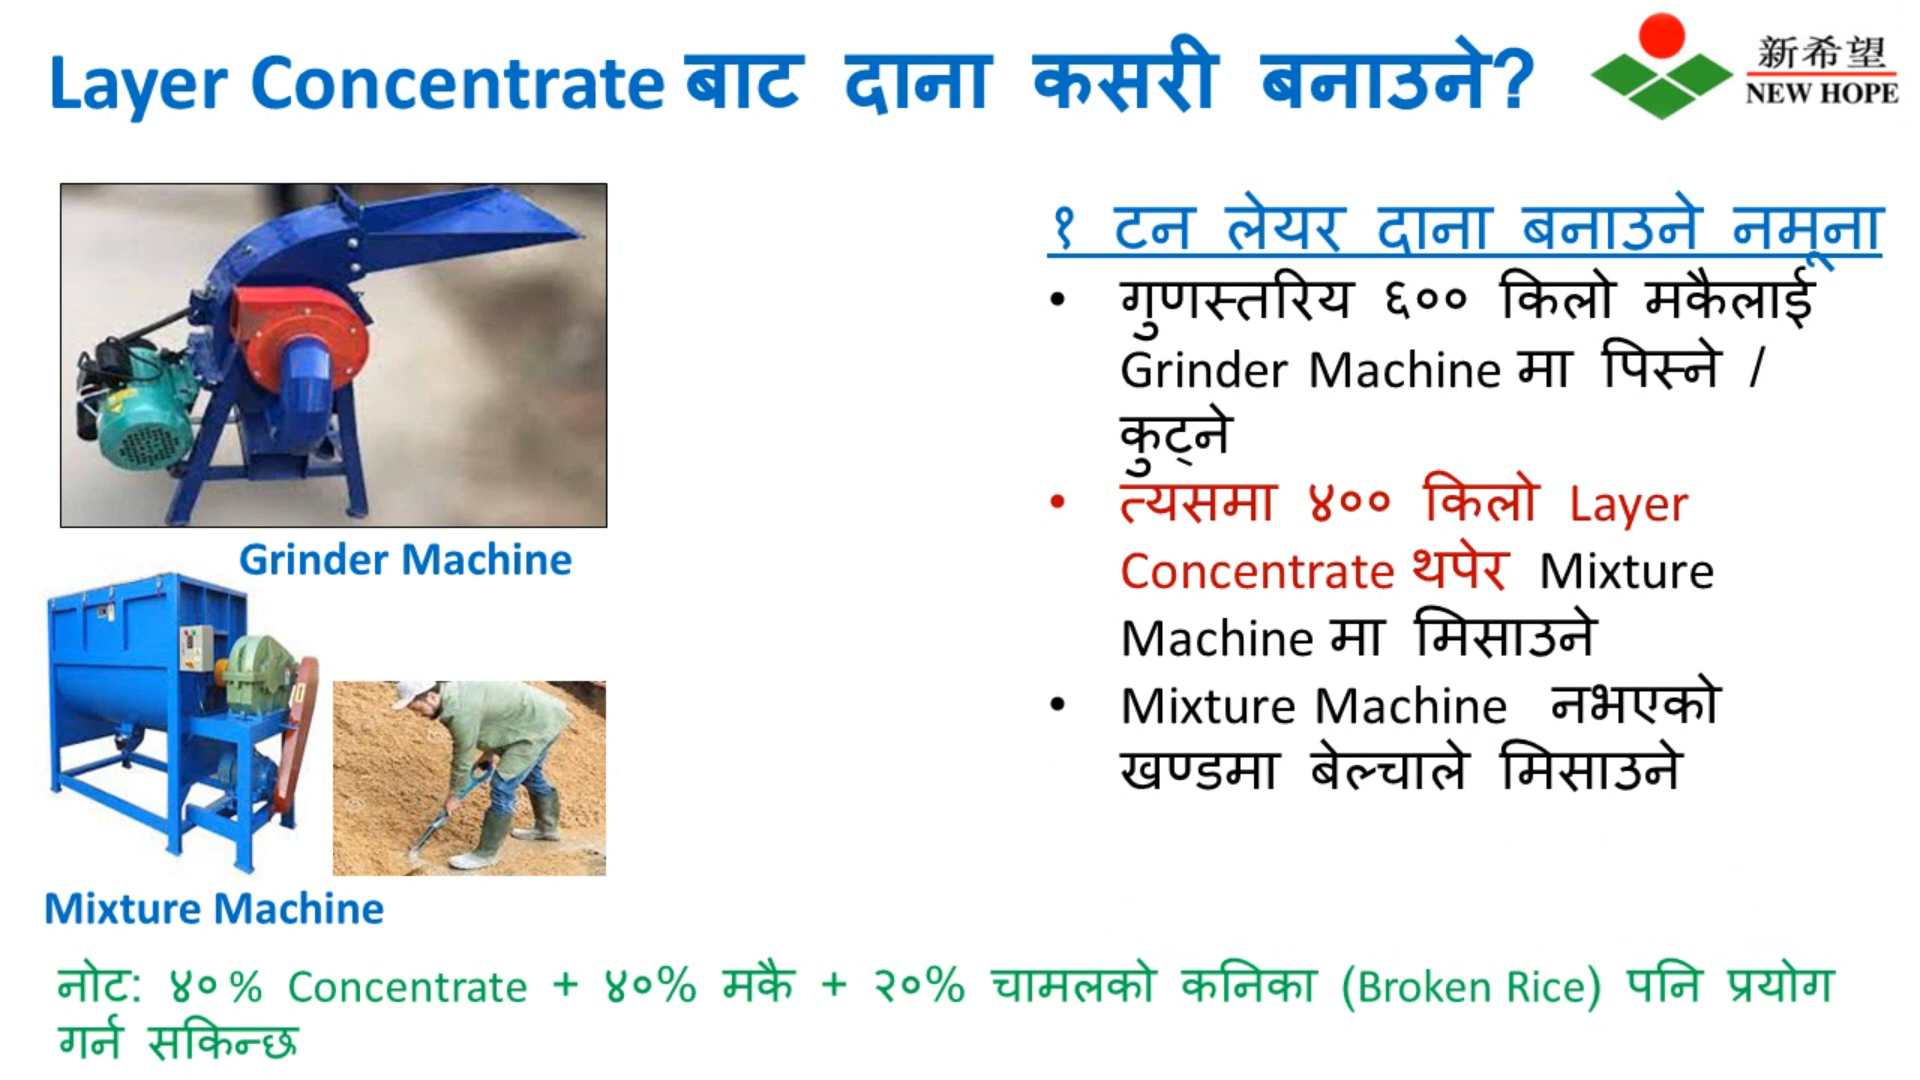 Layer Concentrate बाट दाना कसरी बनाउने?
新希望
NEW HOPE
१ टन लेयर दाना बनाउने नमूना
• गुणस्तरिय ६०० किलो मकैलाई
Grinder Machine मा पिस्ने /
कुट्ने
• त्यसमा ४०० किलो Layer
Concentrate थपेर Mixture
Machine मा मिसाउने
• Mixture Machine नभएको
खण्डमा बेल्चाले मिसाउने
Grinder Machine
Mixture Machine
नोट: ४० % Concentrate + ४०% मकै + २०% चामलको कनिका (Broken Rice) पनि प्रयोग
गर्न सकिन्छ